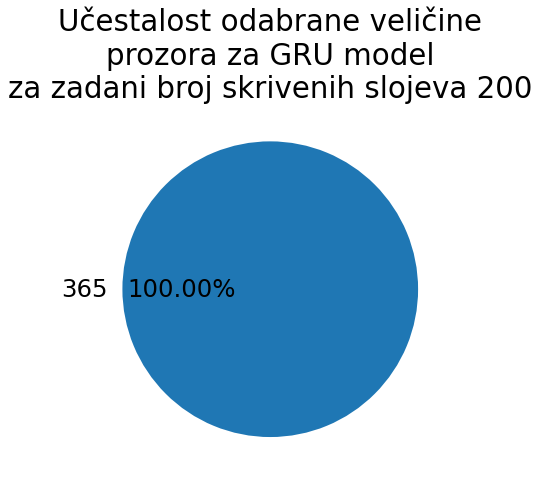 Učestalost odabrane veličine
prozora za GRU model
za zadani broj skrivenih slojeva 200
365 100.00%